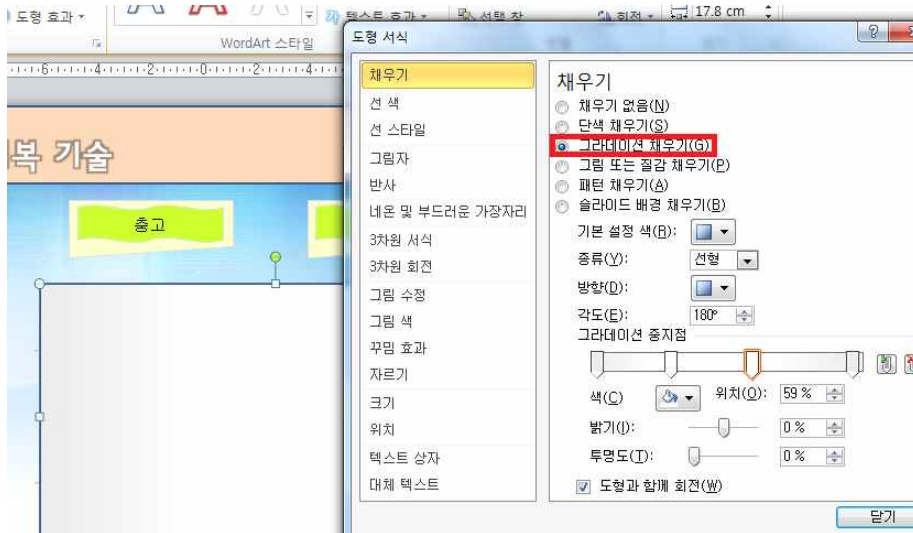 도형 효과
텍스트 효과
선택 창
회전
17.8 cm
WordArt 스타일
6 4 2 0 2 4
복 기술
출고
도형 서식
채우기
선 색
선 스타일
그림자
반사
네온 및 부드러운 가장자리
3차원 서식
3차원 회전
그림 수정
그림 색
꾸밈 효과
자르기
크기
위치
텍스트 상자
대체 텍스트
채우기
채우기 없음(N)
단색 채우기(S)
그라데이션 채우기(G)
그림 또는 질감 채우기(P)
패턴 채우기(A)
슬라이드 배경 채우기(B)
기본 설정 색(R):
종류(Y): 선형
방향(D):
각도(E): 180°
그라데이션 중지점
색(C) 위치(O): 59 %
밝기(I): 0 %
투명도(T): 0 %
도형과 함께 회전(W)
닫기